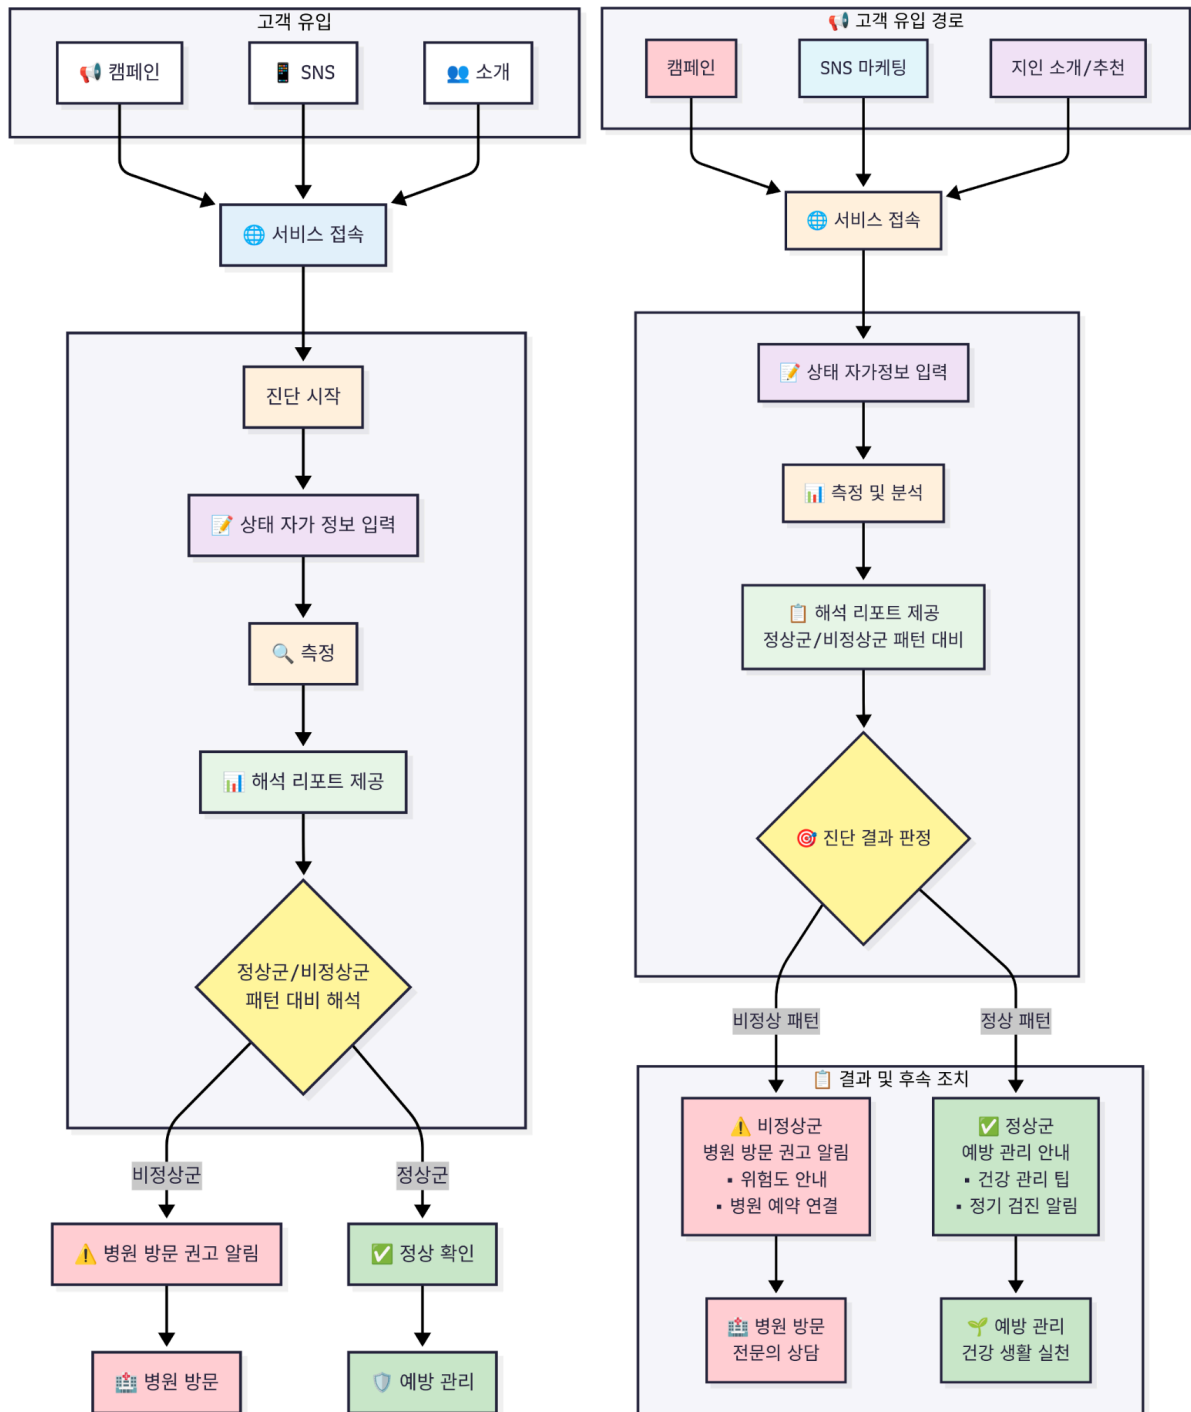 고객 유입
📢 캠페인
📱 SNS
👥 소개
🌐 서비스 접속
진단 시작
📝 상태 자가 정보 입력
🔍 측정
📊 해석 리포트 제공
정상군/비정상군
패턴 대비 해석
비정상군
정상군
⚠️ 병원 방문 권고 알림
✅ 정상 확인
🏥 병원 방문
🛡️ 예방 관리
📢 고객 유입 경로
캠페인
SNS 마케팅
지인 소개/추천
🌐 서비스 접속
📝 상태 자가정보 입력
📊 측정 및 분석
📋 해석 리포트 제공
정상군/비정상군 패턴 대비
🎯 진단 결과 판정
비정상 패턴
정상 패턴
📋 결과 및 후속 조치
⚠️ 비정상군
병원 방문 권고 알림
▪ 위험도 안내
▪ 병원 예약 연결
✅ 정상군
예방 관리 안내
▪ 건강 관리 팁
▪ 정기 검진 알림
🏥 병원 방문
전문의 상담
🌱 예방 관리
건강 생활 실천